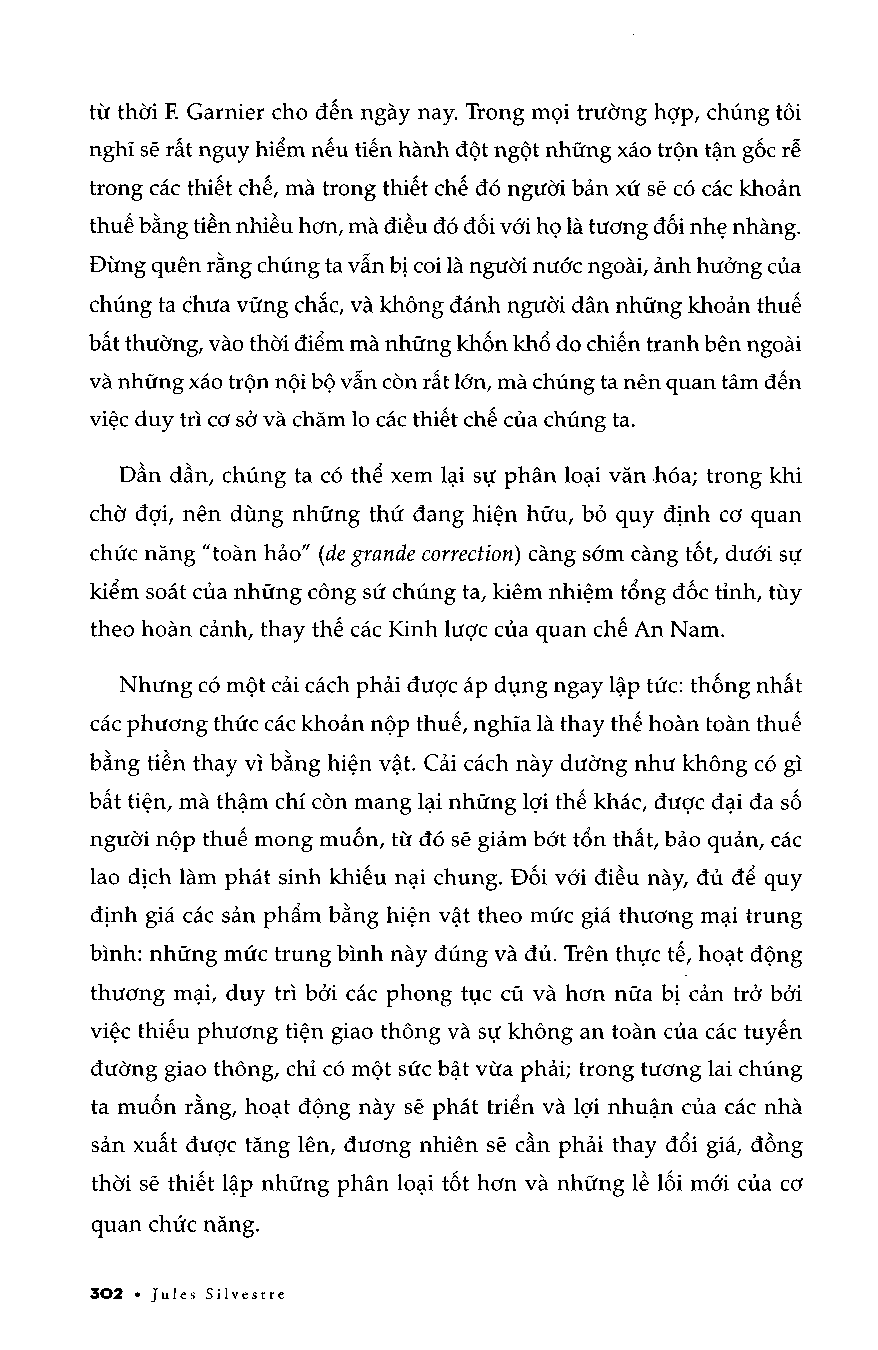 từ thời F. Garnier cho đến ngày nay. Trong mọi trường hợp, chúng tôi
nghĩ sẽ rất nguy hiểm nếu tiến hành đột ngột những xáo trộn tận gốc rễ
trong các thiết chế, mà trong thiết chế đó người bản xứ sẽ có các khoản
thuế bằng tiền nhiều hơn, mà điều đó đối với họ là tương đối nhẹ nhàng.
Đừng quên rằng chúng ta vẫn bị coi là người nước ngoài, ảnh hưởng của
chúng ta chưa vững chắc, và không đánh người dân những khoản thuế
bất thường, vào thời điểm mà những khốn khổ do chiến tranh bên ngoài
và những xáo trộn nội bộ vẫn còn rất lớn, mà chúng ta nên quan tâm đến
việc duy trì cơ sở và chăm lo các thiết chế của chúng ta.
Dần dần, chúng ta có thể xem lại sự phân loại văn hóa; trong khi
chờ đợi, nên dùng những thứ đang hiện hữu, bỏ quy định cơ quan
chức năng "toàn hảo" (de grande correction) càng sớm càng tốt, dưới sự
kiểm soát của những công sứ chúng ta, kiêm nhiệm tổng đốc tỉnh, tùy
theo hoàn cảnh, thay thế các Kinh lược của quan chế An Nam.
Nhưng có một cải cách phải được áp dụng ngay lập tức: thống nhất
các phương thức các khoản nộp thuế, nghĩa là thay thế hoàn toàn thuế
bằng tiền thay vì bằng hiện vật. Cải cách này dường như không có gì
bất tiện, mà thậm chí còn mang lại những lợi thế khác, được đại đa số
người nộp thuế mong muốn, từ đó sẽ giảm bớt tổn thất, bảo quản, các
lao dịch làm phát sinh khiếu nại chung. Đối với điều này, đủ để quy
định giá các sản phẩm bằng hiện vật theo mức giá thương mại trung
bình: những mức trung bình này đúng và đủ. Trên thực tế, hoạt động
thương mại, duy trì bởi các phong tục cũ và hơn nữa bị cản trở bởi
việc thiếu phương tiện giao thông và sự không an toàn của các tuyến
đường giao thông, chỉ có một sức bật vừa phải; trong tương lai chúng
ta muốn rằng, hoạt động này sẽ phát triển và lợi nhuận của các nhà
sản xuất được tăng lên, đương nhiên sẽ cần phải thay đổi giá, đồng
thời sẽ thiết lập những phân loại tốt hơn và những lề lối mới của cơ
quan chức năng.
302 • Jules Silvestre